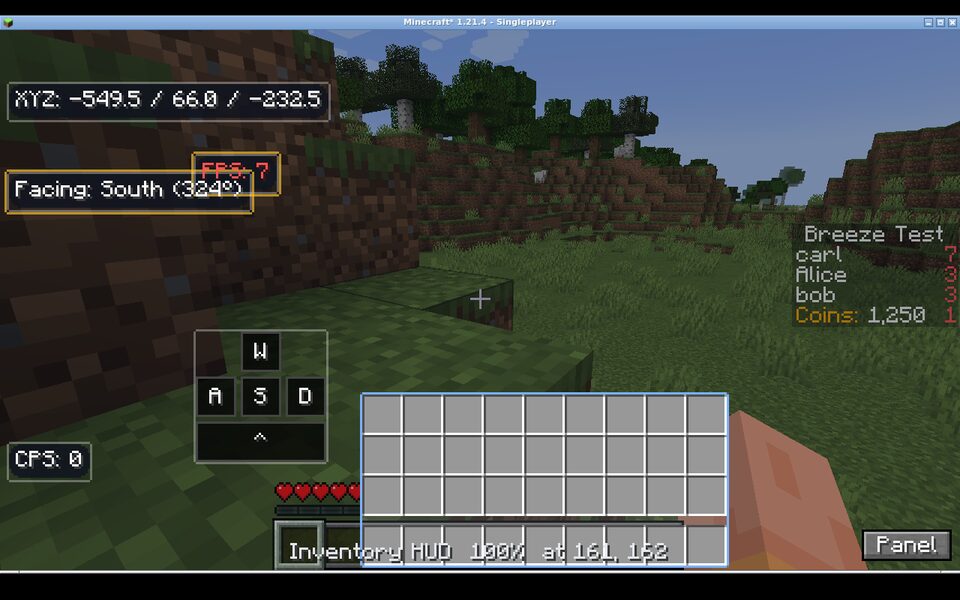 Minecraft* 1.21.4 - Singleplayer
XYZ: -549.5 / 66.0 / -232.5
FPS: 7
Facing: South (324°)
Breeze Test
carl 7
Alice 3
bob 3
Coins: 1,250 1
W
A S D
^
CPS: 0
Inventory HUD 100% at 161, 162
Panel